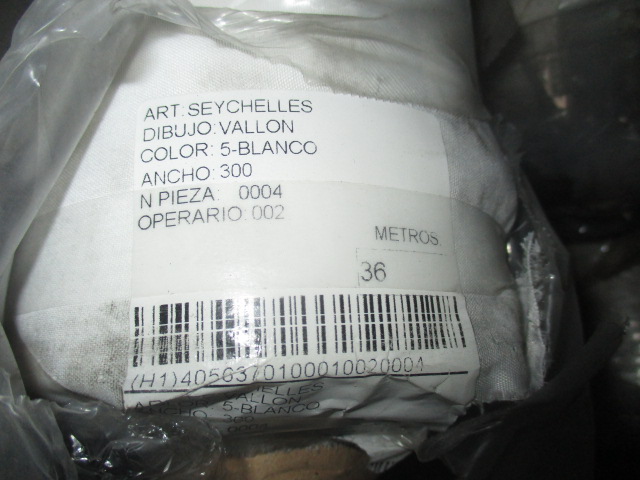 ART: SEYCHELLES
DIBUJO: VALLON
COLOR: 5-BLANCO
ANCHO: 300
N PIEZA: 0004
OPERARIO: 002
METROS
36
(H1)4056370100010020004
5-BLANCO
300